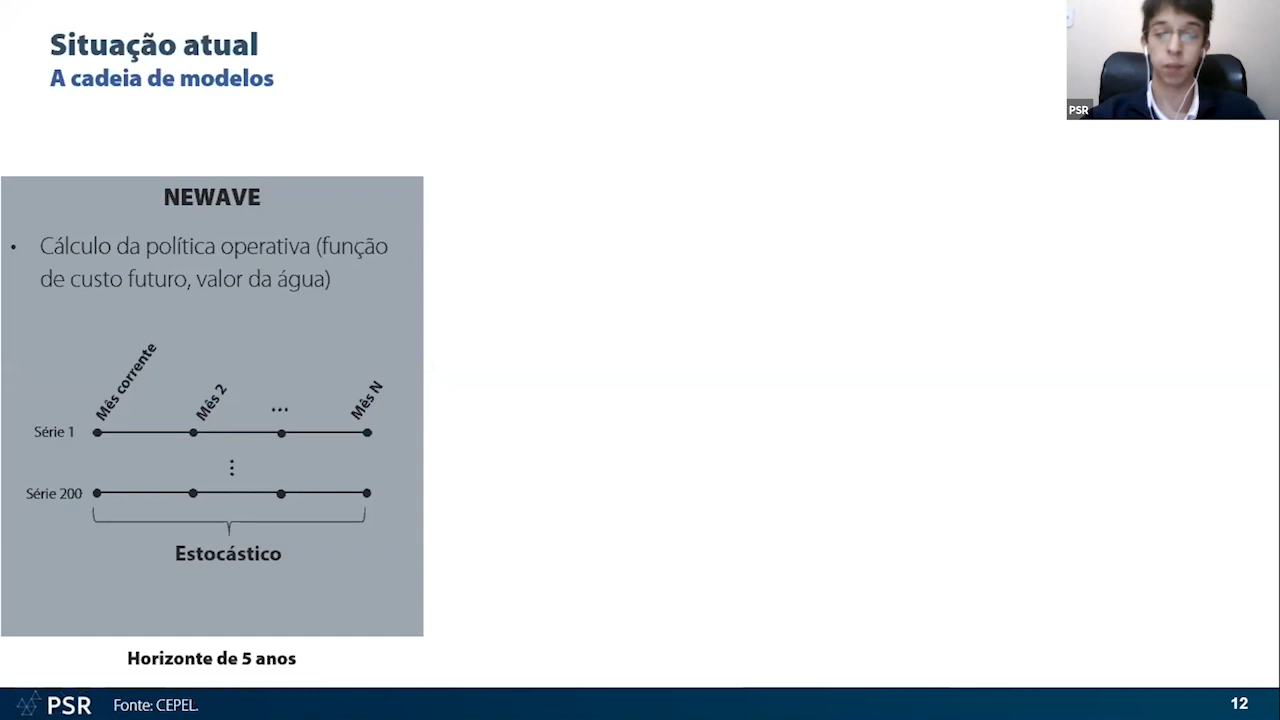 Situação atual
A cadeia de modelos
PSR
NEWAVE
• Cálculo da política operativa (função
de custo futuro, valor da água)
Mês corrente
Mês 2
...
Mês N
Série 1
Série 200
Estocástico
Horizonte de 5 anos
PSR
Fonte: CEPEL.
12